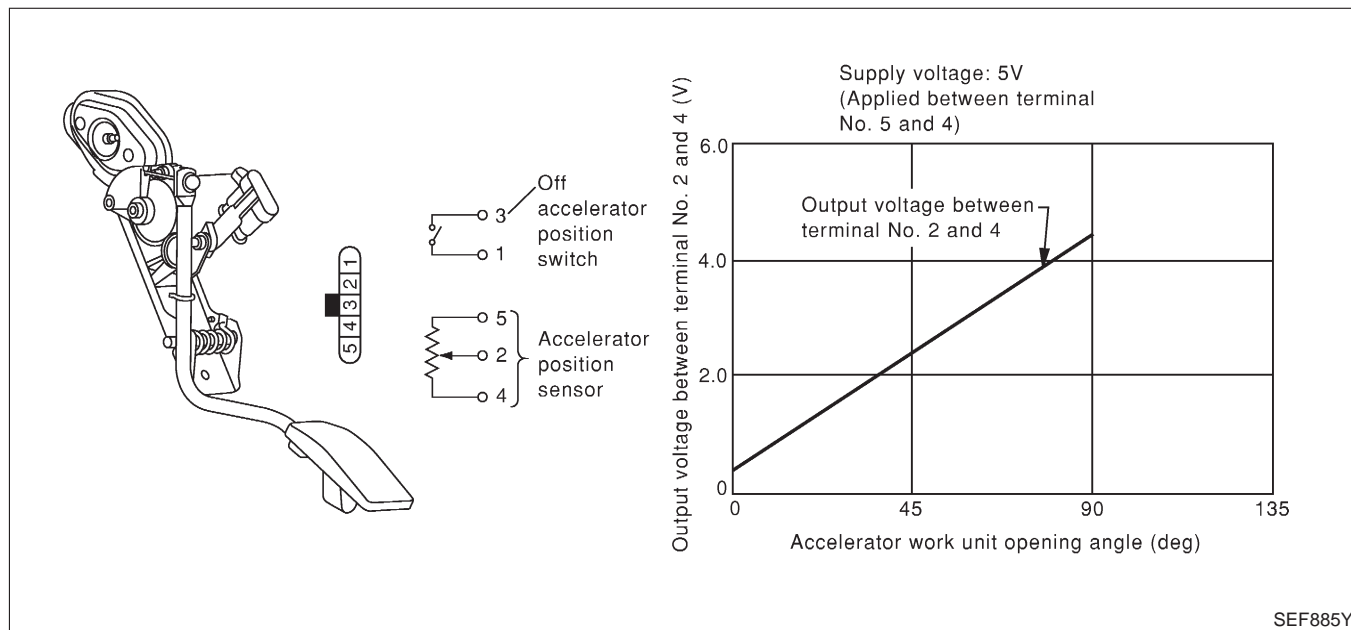 Off
accelerator
position
switch
3
1
1
2
3
4
5
5
2
4
Accelerator
position
sensor
Supply voltage: 5V
(Applied between terminal
No. 5 and 4)
Output voltage between terminal No. 2 and 4 (V)
6.0
4.0
2.0
0
Output voltage between
terminal No. 2 and 4
0 45 90 135
Accelerator work unit opening angle (deg)
SEF885Y